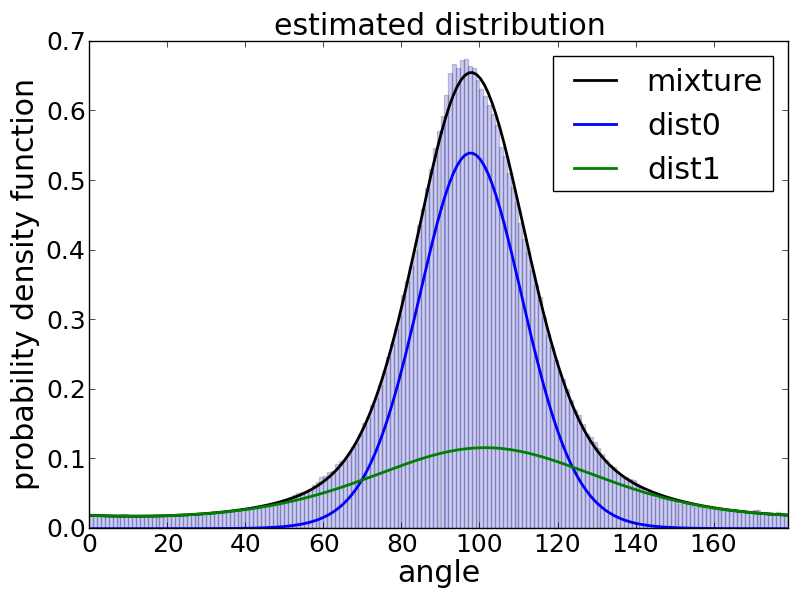 estimated distribution
0.7
0.6
0.5
0.4
0.3
0.2
0.1
0.0
probability density function
mixture
dist0
dist1
0 20 40 60 80 100 120 140 160
angle